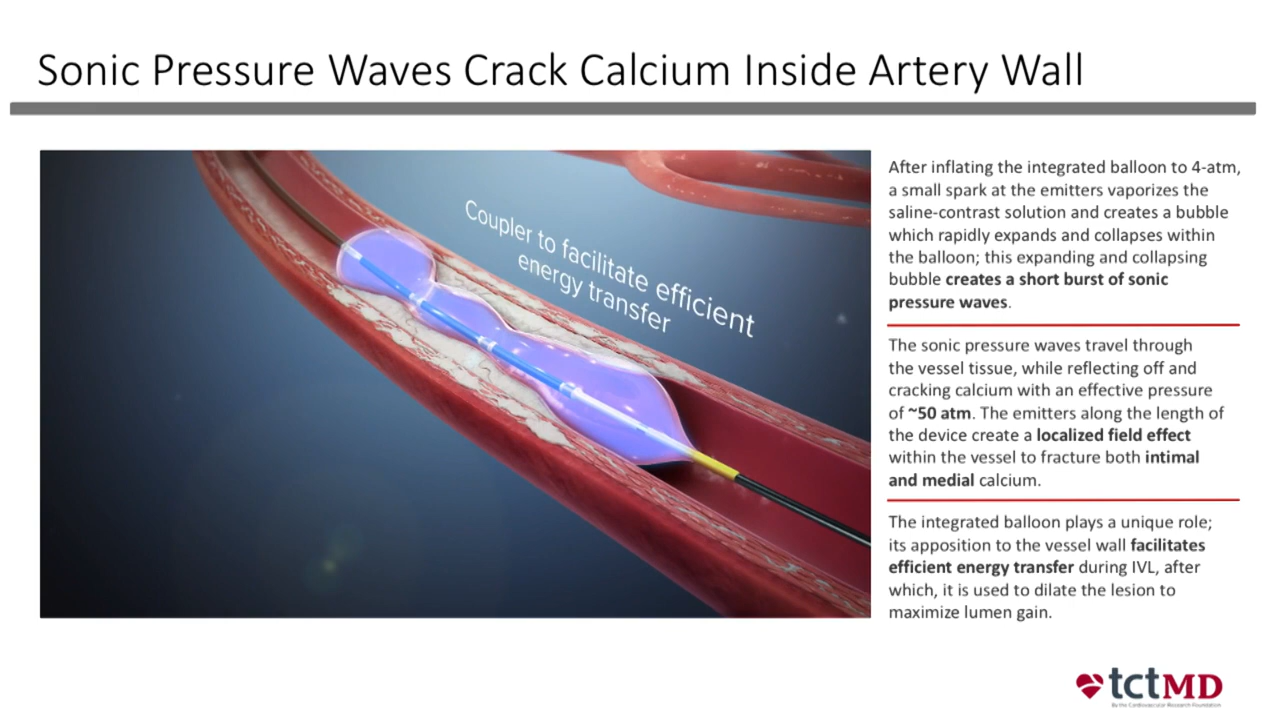 Sonic Pressure Waves Crack Calcium Inside Artery Wall
Coupler to facilitate efficient
energy transfer
After inflating the integrated balloon to 4-atm,
a small spark at the emitters vaporizes the
saline-contrast solution and creates a bubble
which rapidly expands and collapses within
the balloon; this expanding and collapsing
bubble creates a short burst of sonic
pressure waves.
The sonic pressure waves travel through
the vessel tissue, while reflecting off and
cracking calcium with an effective pressure
of ~50 atm. The emitters along the length of
the device create a localized field effect
within the vessel to fracture both intimal
and medial calcium.
The integrated balloon plays a unique role;
its apposition to the vessel wall facilitates
efficient energy transfer during IVL, after
which, it is used to dilate the lesion to
maximize lumen gain.
tctMD
By the Cardiovascular Research Foundation